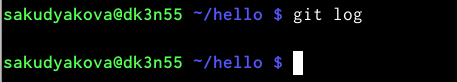 sakudyakova@dk3n55 ~/hello $ git log
sakudyakova@dk3n55 ~/hello $